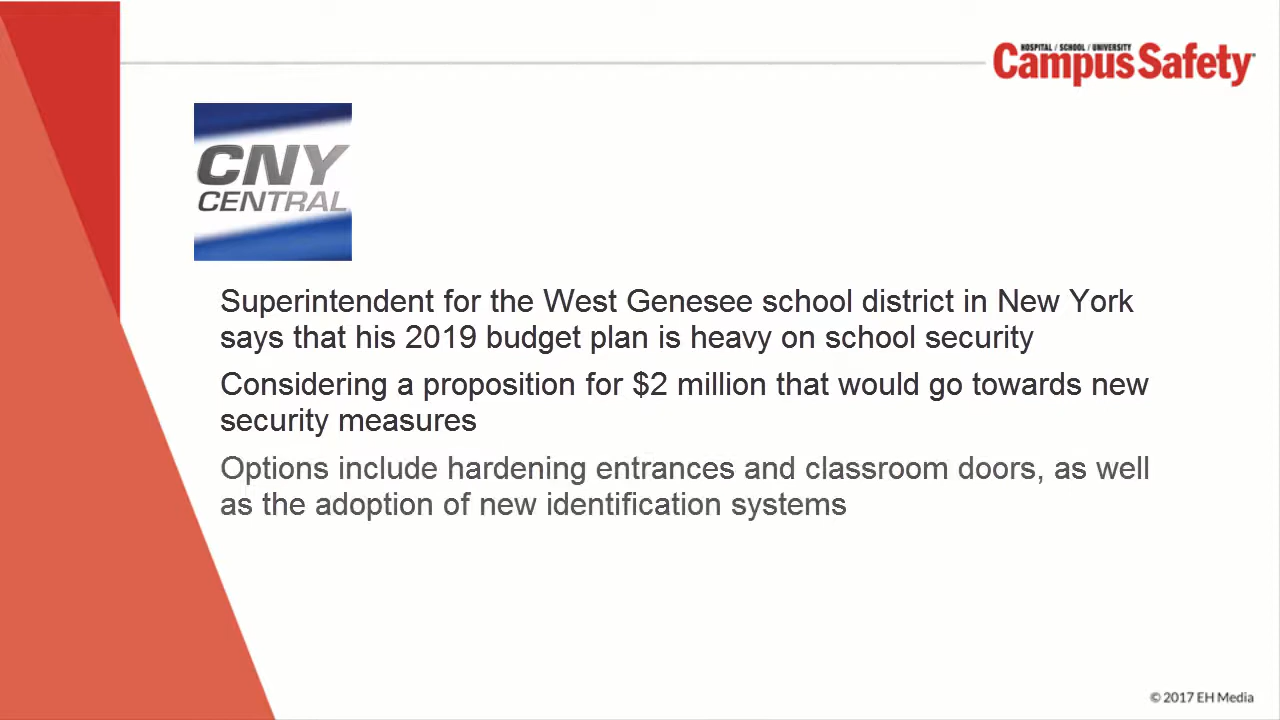 HOSPITAL / SCHOOL / UNIVERSITY
Campus Safety
CNY
CENTRAL
Superintendent for the West Genesee school district in New York
says that his 2019 budget plan is heavy on school security
Considering a proposition for $2 million that would go towards new
security measures
Options include hardening entrances and classroom doors, as well
as the adoption of new identification systems
© 2017 EH Media